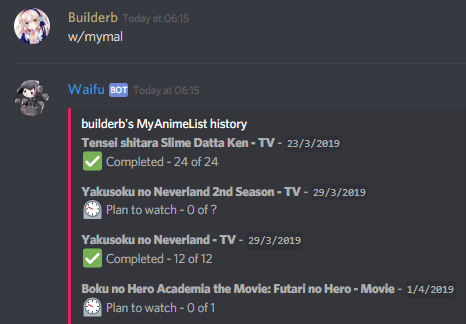 Builderb Today at 06:15
w/mymal
Waifu BOT Today at 06:15
builderb's MyAnimeList history
Tensei shitara Slime Datta Ken - TV - 23/3/2019
Completed - 24 of 24
Yakusoku no Neverland 2nd Season - TV - 29/3/2019
Plan to watch - 0 of ?
Yakusoku no Neverland - TV - 29/3/2019
Completed - 12 of 12
Boku no Hero Academia the Movie: Futari no Hero - Movie - 1/4/2019
Plan to watch - 0 of 1